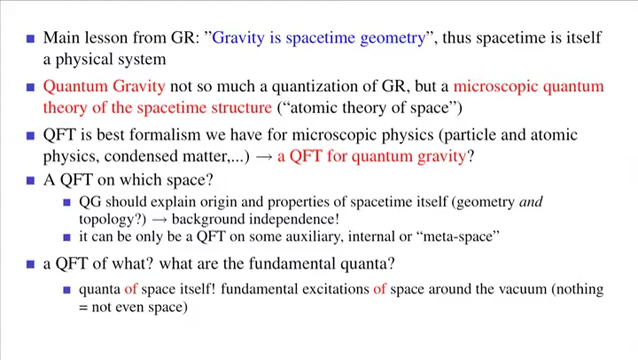 Main lesson from GR: "Gravity is spacetime geometry", thus spacetime is itself
a physical system
Quantum Gravity not so much a quantization of GR, but a microscopic quantum
theory of the spacetime structure ("atomic theory of space")
QFT is best formalism we have for microscopic physics (particle and atomic
physics, condensed matter,...) → a QFT for quantum gravity?
A QFT on which space?
QG should explain origin and properties of spacetime itself (geometry and
topology?) → background independence!
it can be only be a QFT on some auxiliary, internal or "meta-space"
a QFT of what? what are the fundamental quanta?
quanta of space itself! fundamental excitations of space around the vacuum (nothing
= not even space)